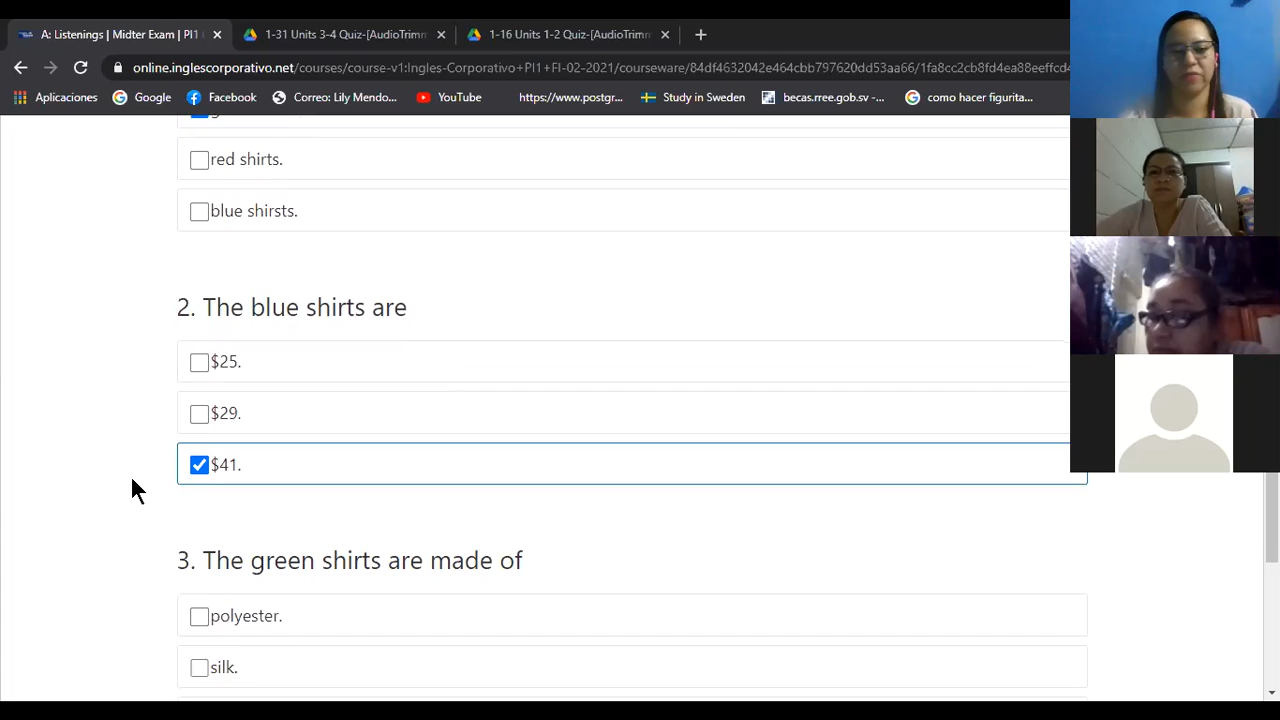 A: Listenings | Midter Exam | PI1
1-31 Units 3-4 Quiz-[AudioTrimm
1-16 Units 1-2 Quiz-[AudioTrimm
online.inglescorporativo.net/courses/course-v1:Ingles-Corporativo+PI1+FI-02-2021/courseware/84df4632042e464cbb797620dd53aa66/1fa8cc2cb8fd4ea88eeffcd4
Aplicaciones Google Facebook Correo: Lily Mendo... YouTube https://www.postgr... Study in Sweden becas.rree.gob.sv -... como hacer figurita...
red shirts.
blue shirsts.
2. The blue shirts are
$25.
$29.
$41.
3. The green shirts are made of
polyester.
silk.